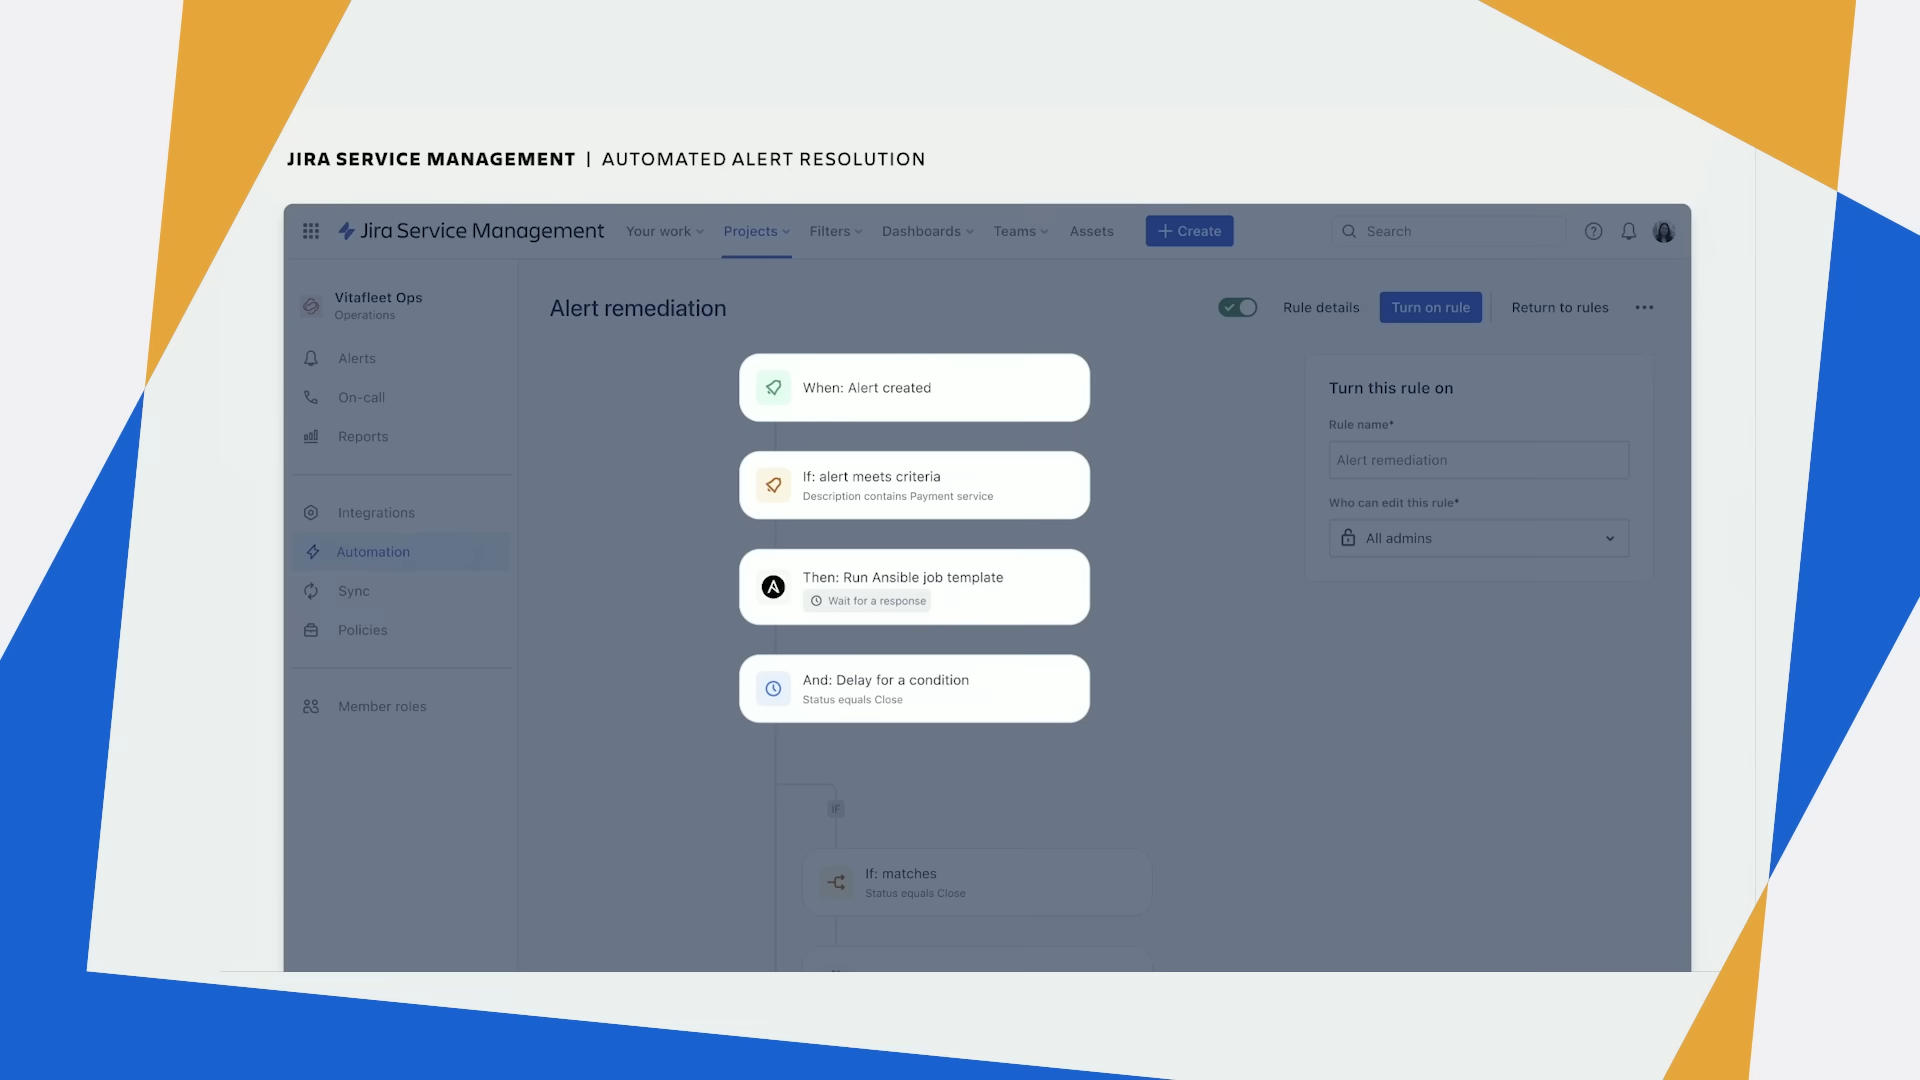 JIRA SERVICE MANAGEMENT | AUTOMATED ALERT RESOLUTION
Jira Service Management Your work Projects Filters Dashboards Teams Assets + Create Search
Vitafleet Ops
Operations
Alerts
On-call
Reports
Integrations
Automation
Sync
Policies
Member roles
Alert remediation
Rule details Turn on rule Return to rules
When: Alert created
If: alert meets criteria
Description contains Payment service
Then: Run Ansible job template
Wait for a response
And: Delay for a condition
Status equals Close
IF
If: matches
Status equals Close
Turn this rule on
Rule name*
Alert remediation
Who can edit this rule*
All admins